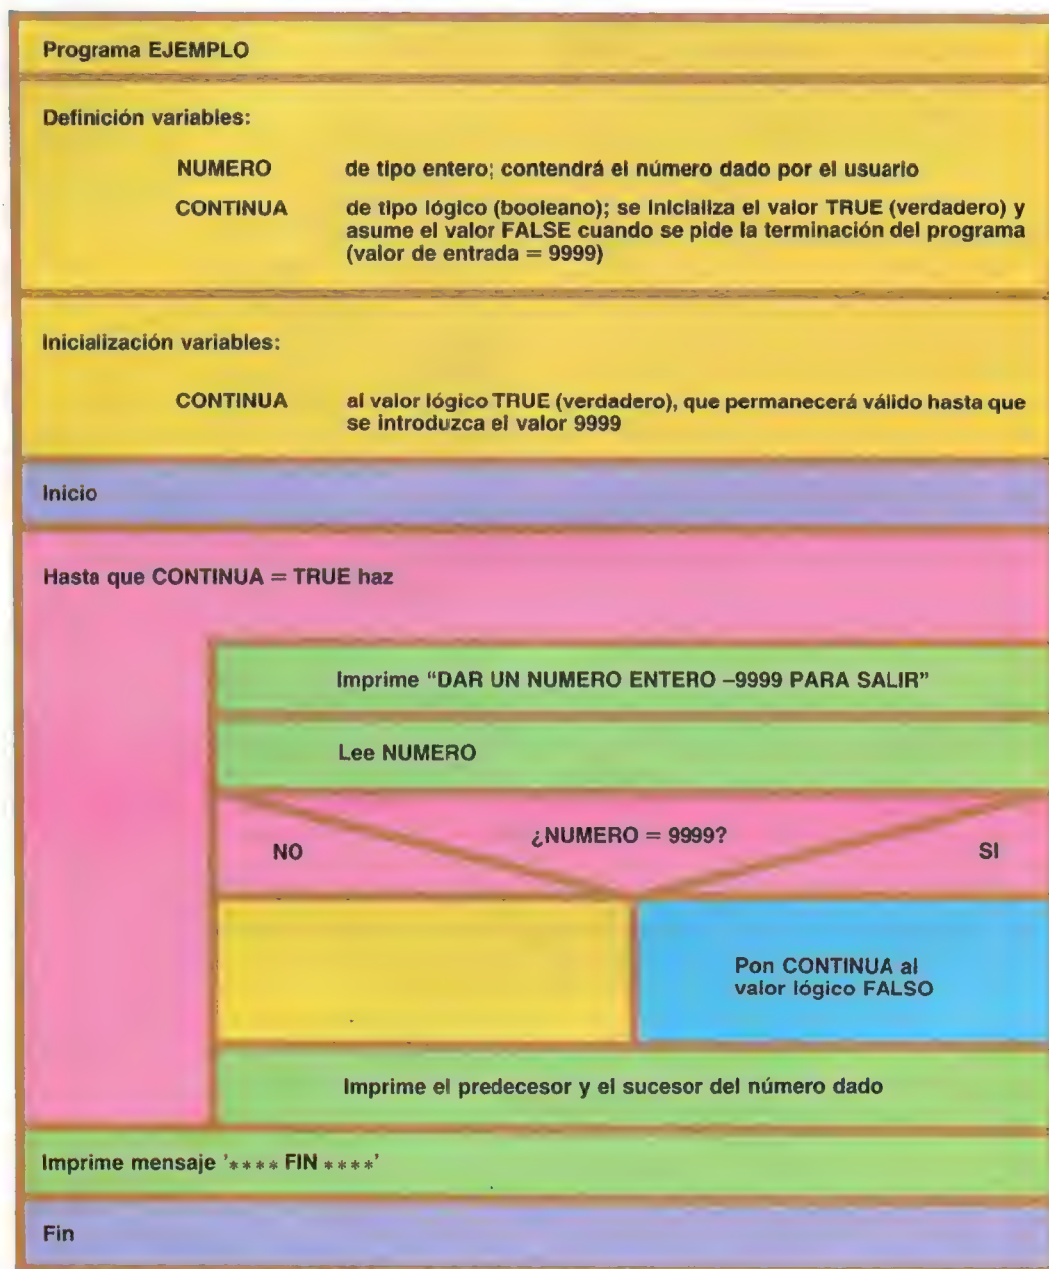 Programa EJEMPLO
Definición variables:
NUMERO de tipo entero; contendrá el número dado por el usuario
CONTINUA de tipo lógico (booleano); se inicializa el valor TRUE (verdadero) y
asume el valor FALSE cuando se pide la terminación del programa
(valor de entrada = 9999)
Inicialización variables:
CONTINUA al valor lógico TRUE (verdadero), que permanecerá válido hasta que
se introduzca el valor 9999
Inicio
Hasta que CONTINUA = TRUE haz
Imprime “DAR UN NUMERO ENTERO –9999 PARA SALIR”
Lee NUMERO
¿NUMERO = 9999?
NO SI
Pon CONTINUA al
valor lógico FALSO
Imprime el predecesor y el sucesor del número dado
Imprime mensaje '**** FIN ****'
Fin